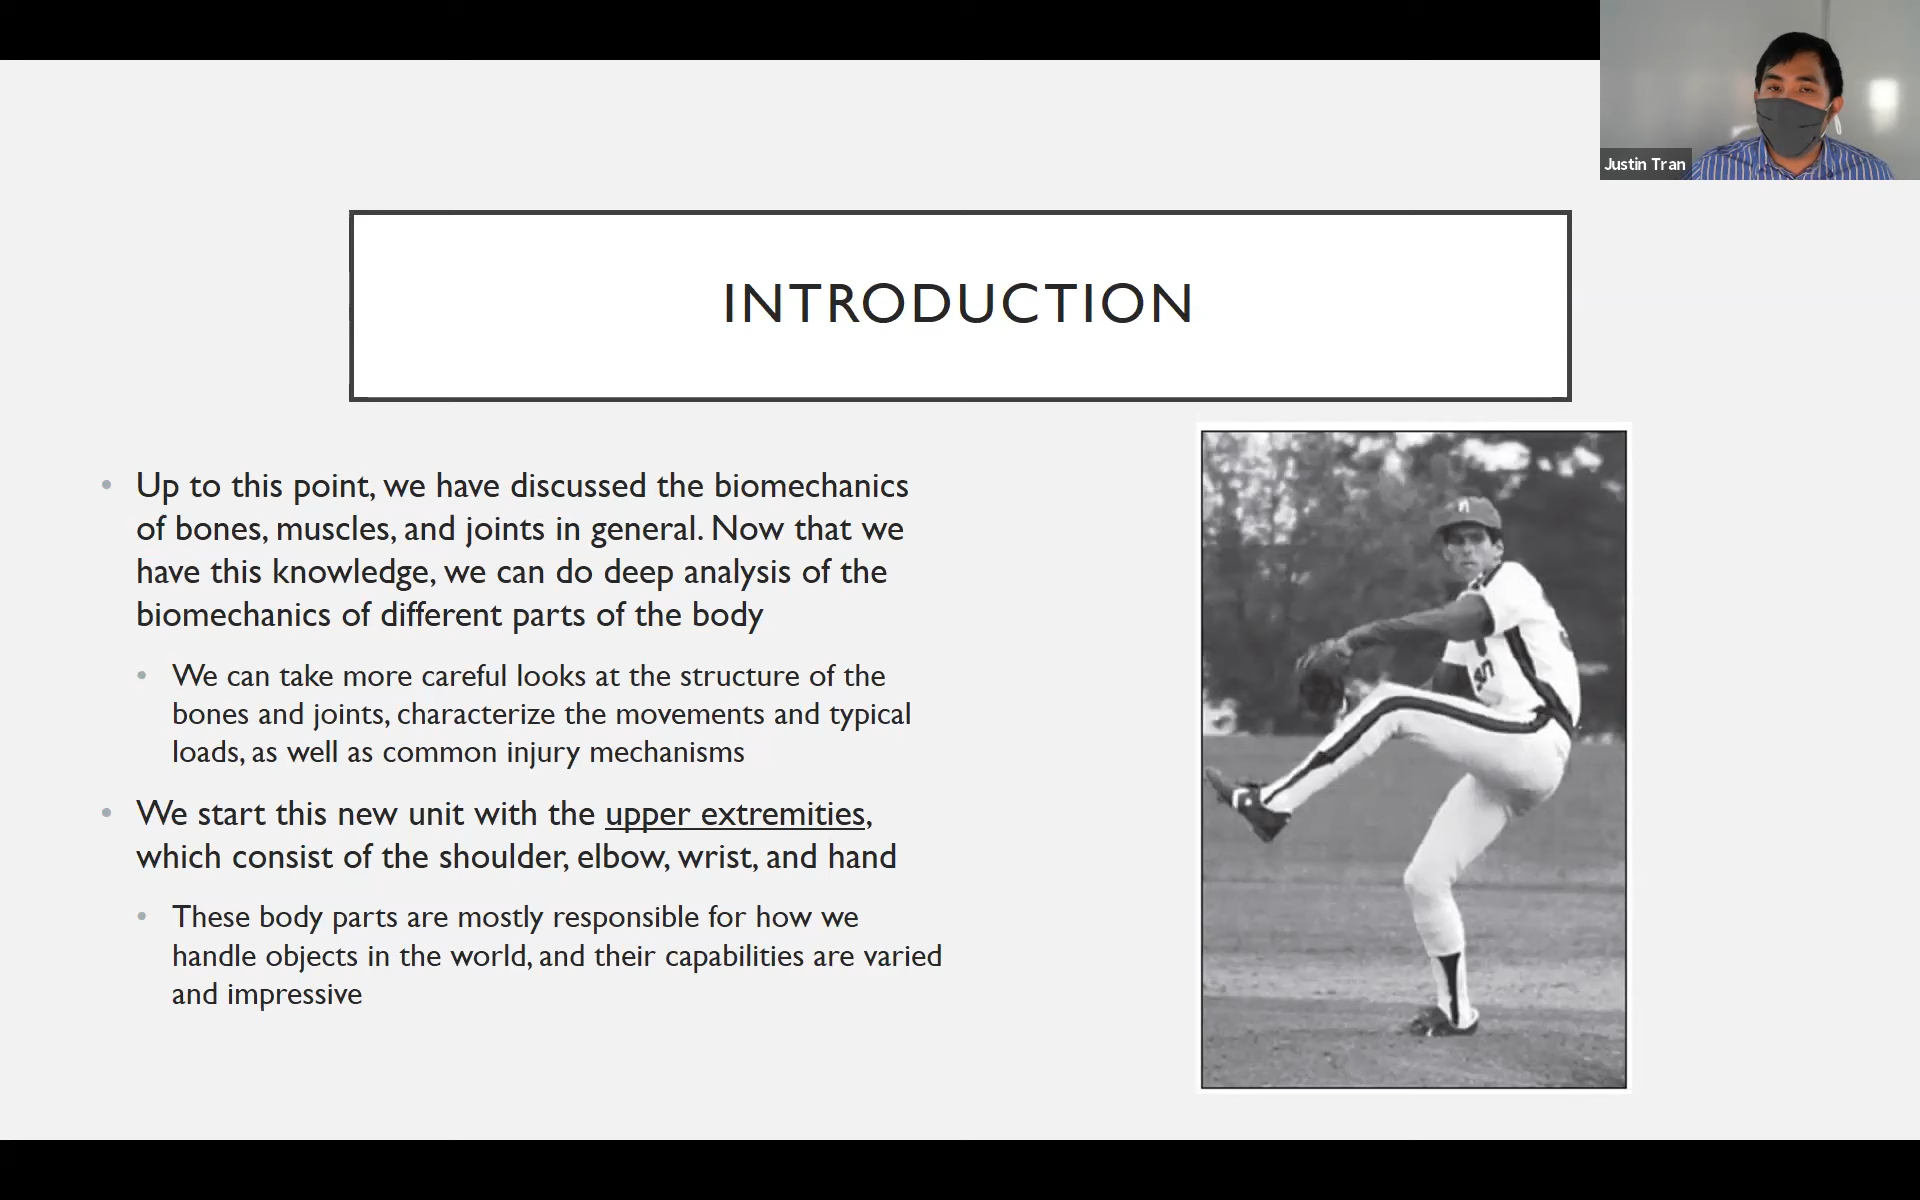 Justin Tran
INTRODUCTION
• Up to this point, we have discussed the biomechanics
of bones, muscles, and joints in general. Now that we
have this knowledge, we can do deep analysis of the
biomechanics of different parts of the body
• We can take more careful looks at the structure of the
bones and joints, characterize the movements and typical
loads, as well as common injury mechanisms
• We start this new unit with the upper extremities,
which consist of the shoulder, elbow, wrist, and hand
• These body parts are mostly responsible for how we
handle objects in the world, and their capabilities are varied
and impressive